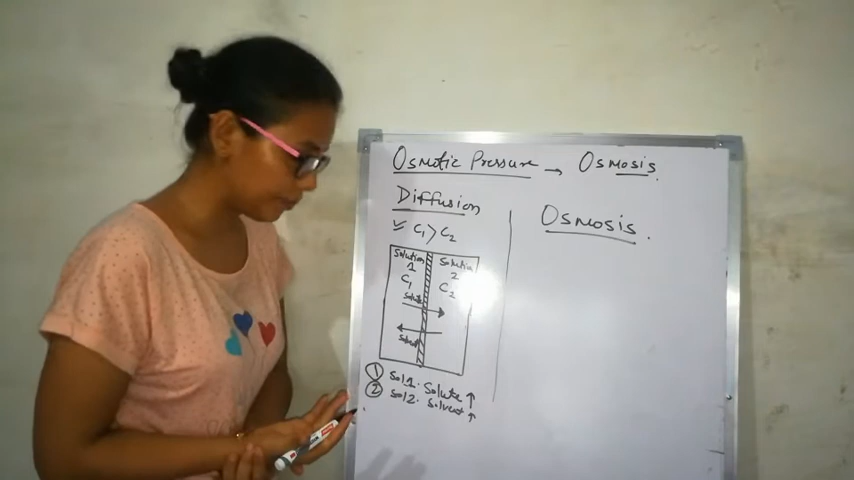 Osmotic Pressure → Osmosis.
Diffusion
C₁ > C₂
Solution 1
C₁
Solution 2
C₂
Solute
Solvent
① Sol 1. Solute ↑
② Sol 2. Solvent ↑
Osmosis.